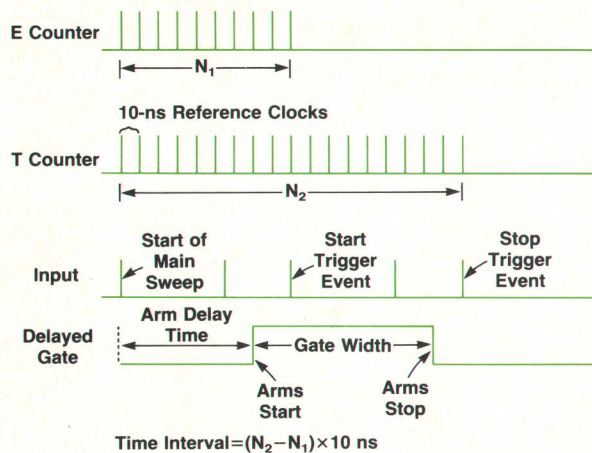 E Counter
N1
10-ns Reference Clocks
T Counter
N2
Input
Start of
Main
Sweep
Start
Trigger
Event
Stop
Trigger
Event
Delayed
Gate
Arm Delay
Time
Gate Width
Arms
Start
Arms
Stop
Time Interval=(N2−N1)×10 ns